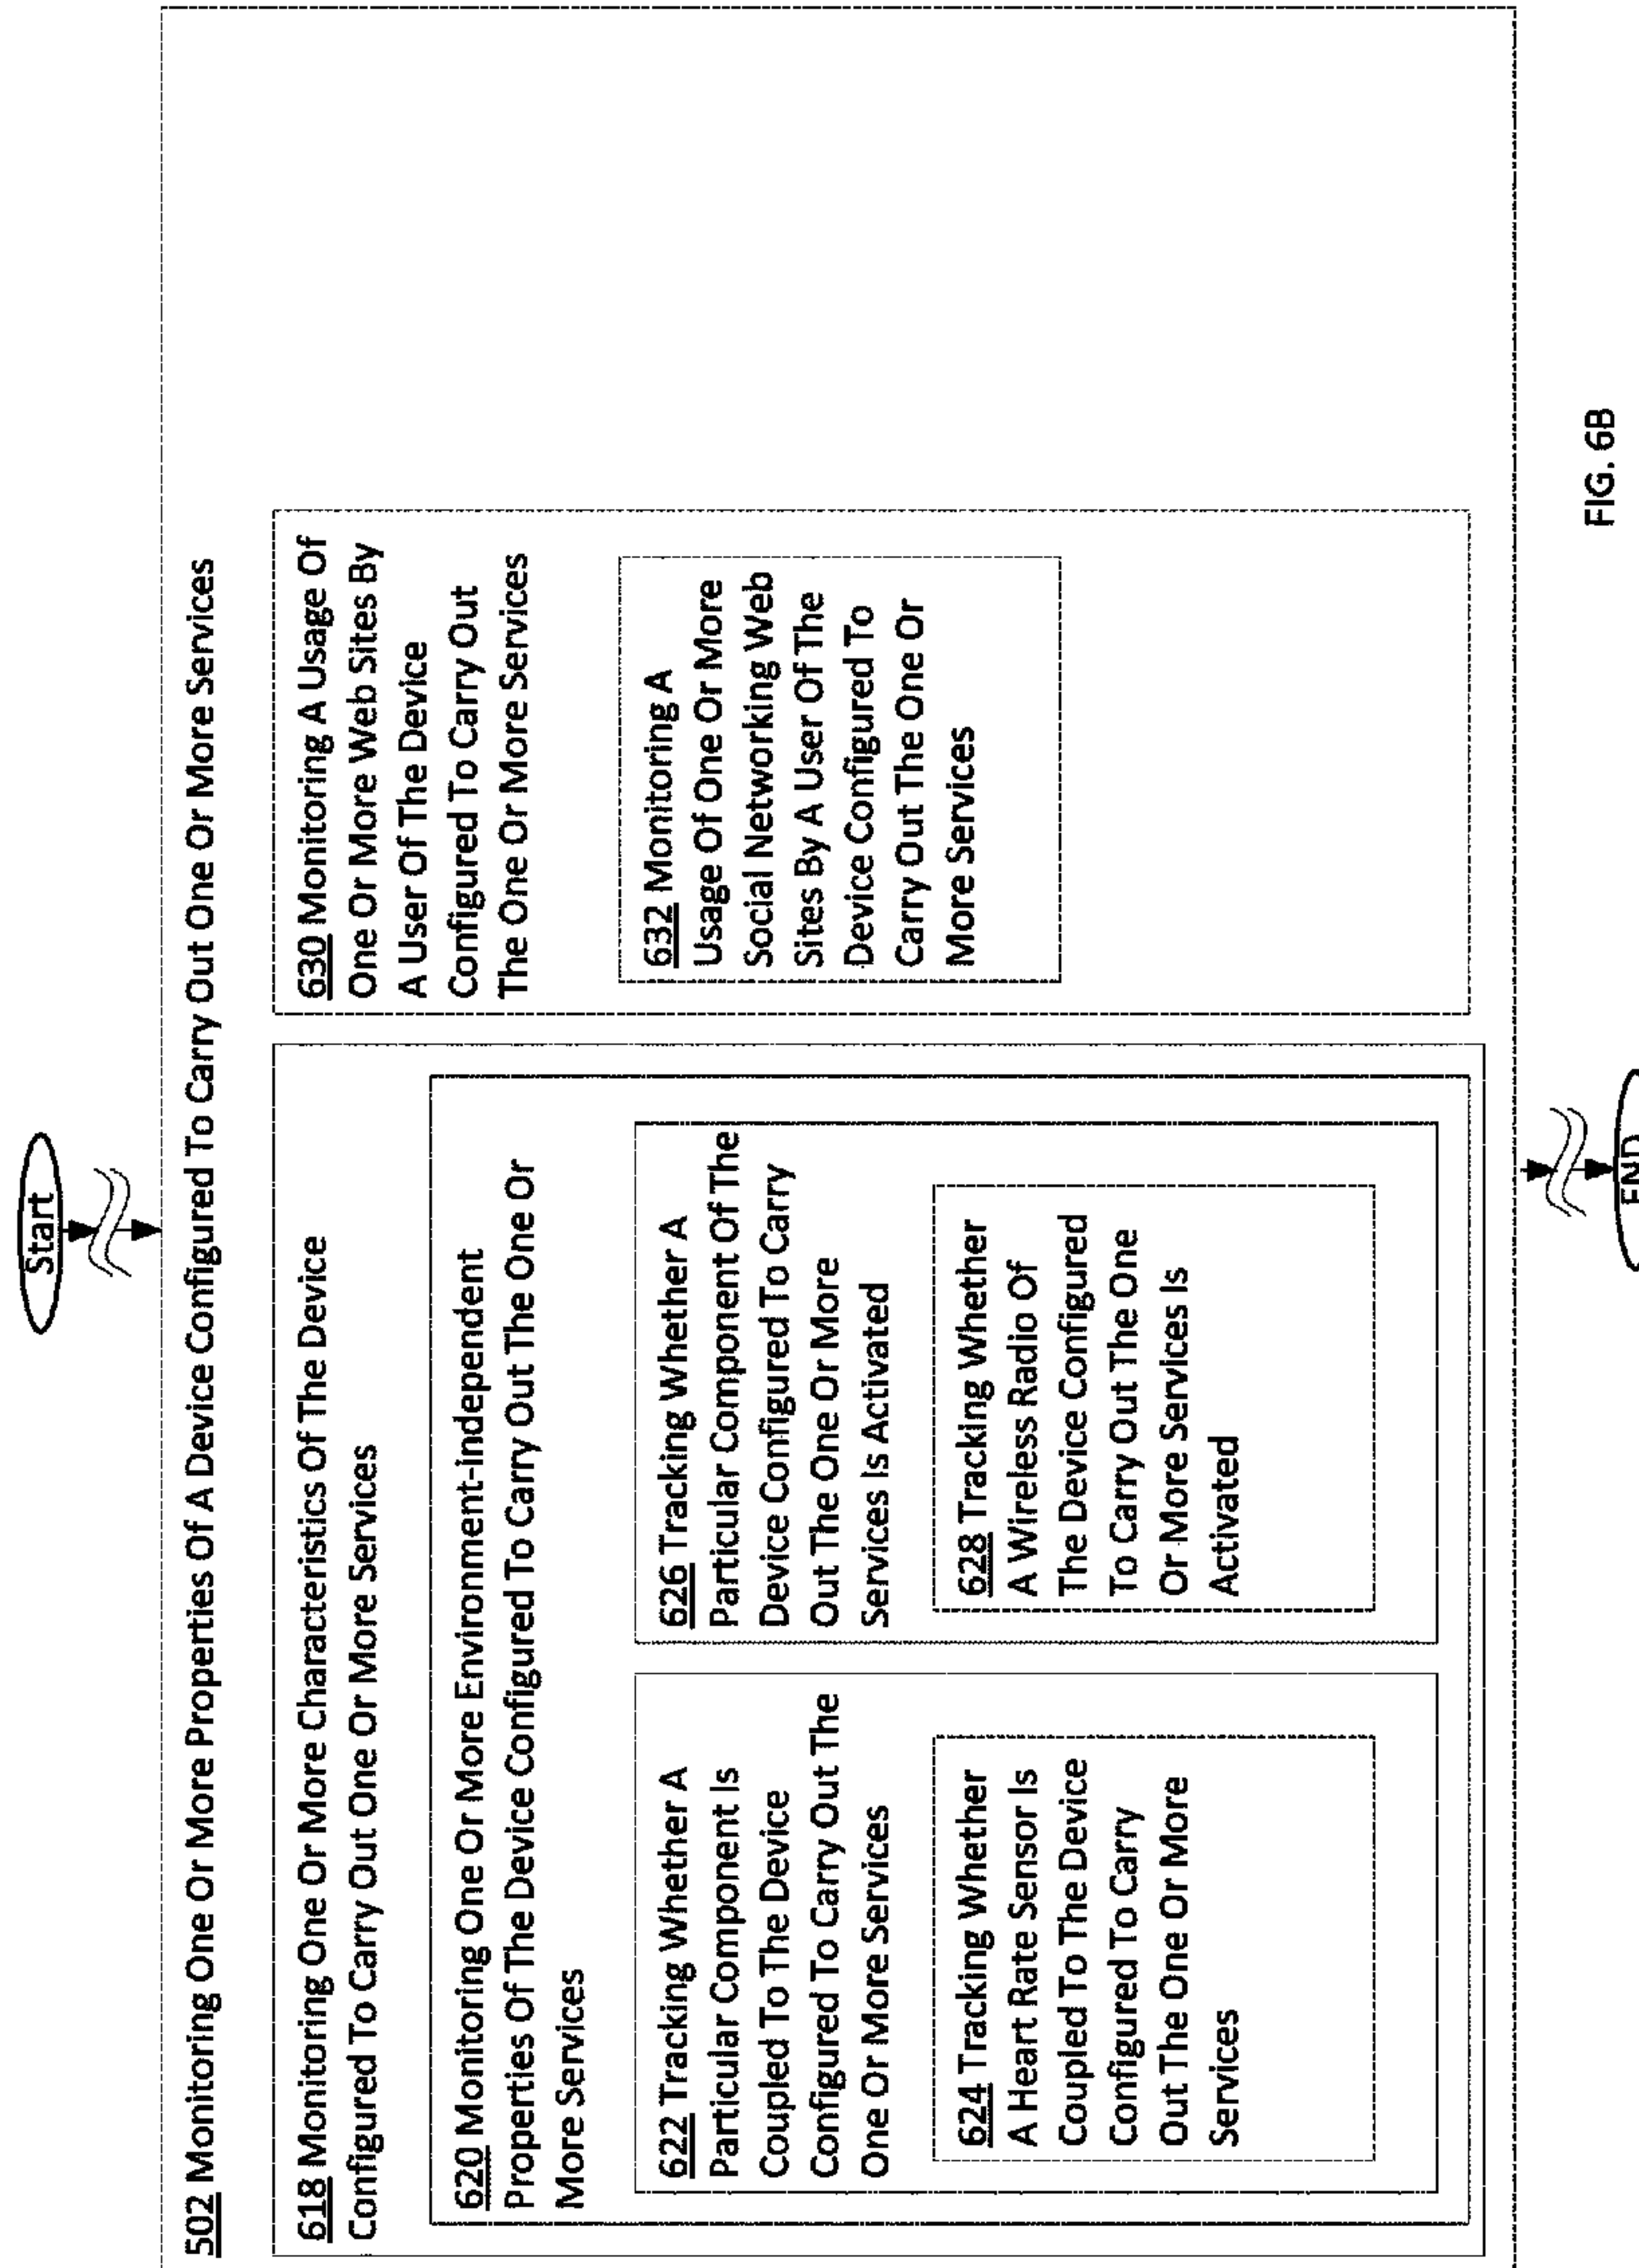 Start
502 Monitoring One Or More Properties Of A Device Configured To Carry Out One Or More Services
618 Monitoring One Or More Characteristics Of The Device
Configured To Carry Out One Or More Services
620 Monitoring One Or More Environment-independent
Properties Of The Device Configured To Carry Out The One Or
More Services
622 Tracking Whether A
Particular Component Is
Coupled To The Device
Configured To Carry Out The
One Or More Services
624 Tracking Whether
A Heart Rate Sensor Is
Coupled To The Device
Configured To Carry
Out The One Or More
Services
626 Tracking Whether A
Particular Component Of The
Device Configured To Carry
Out The One Or More
Services Is Activated
628 Tracking Whether
A Wireless Radio Of
The Device Configured
To Carry Out The One
Or More Services Is
Activated
630 Monitoring A Usage Of
One Or More Web Sites By
A User Of The Device
Configured To Carry Out
The One Or More Services
632 Monitoring A
Usage Of One Or More
Social Networking Web
Sites By A User Of The
Device Configured To
Carry Out The One Or
More Services
END
FIG. 6B